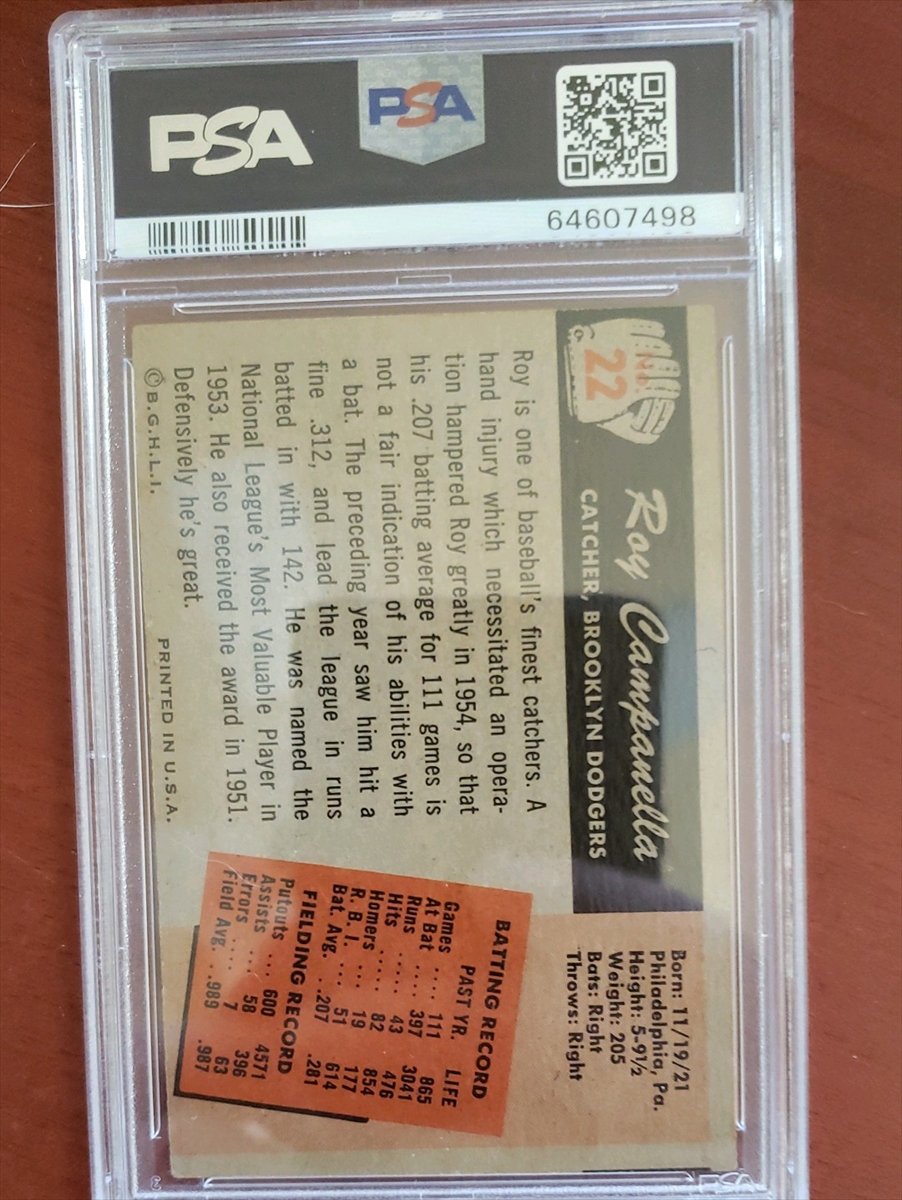 PSA
PSA
64607498
No.
22
Roy Campanella
CATCHER, BROOKLYN DODGERS
Born: 11/19/21
Philadelphia, Pa.
Height: 5-9½
Weight: 205
Bats: Right
Throws: Right
Roy is one of baseball's finest catchers. A
hand injury which necessitated an opera-
tion hampered Roy greatly in 1954, so that
his .207 batting average for 111 games is
not a fair indication of his abilities with
a bat. The preceding year saw him hit a
fine .312, and lead the league in runs
batted in with 142. He was named the
National League's Most Valuable Player in
1953. He also received the award in 1951.
Defensively he's great.
©B.G.H.L.I.
PRINTED IN U.S.A.
BATTING RECORD
PAST YR. LIFE
Games .... 111 865
At Bat .... 397 3041
Runs ..... 43 476
Hits ..... 82 854
Homers .... 19 177
R. B. I. .... 51 614
Bat. Avg. ..207 .281
FIELDING RECORD
Putouts ... 600 4571
Assists ... 58 396
Errors .... 7 63
Field Avg. ..989 .987
PSA